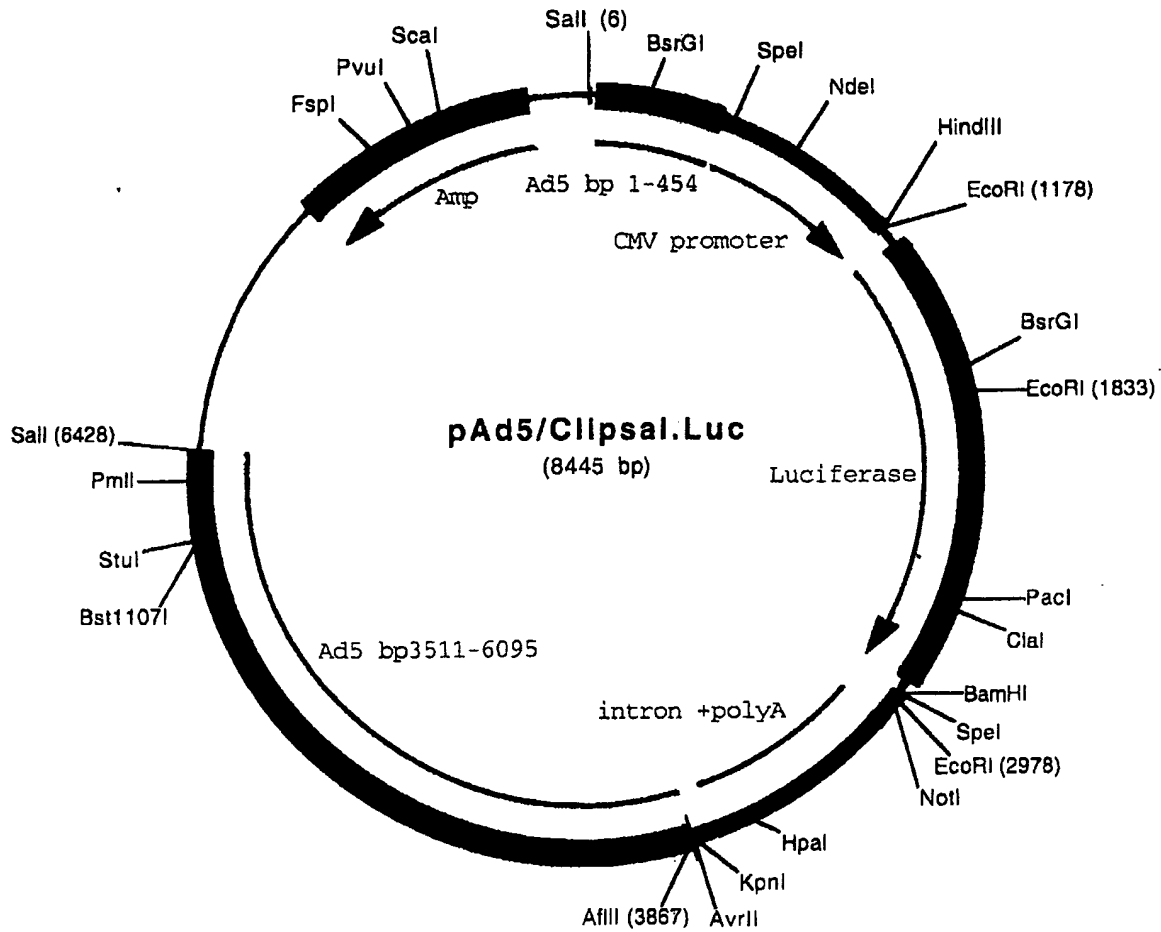 SalI (6)
BsrGI
SpeI
NdeI
HindIII
EcoRI (1178)
BsrGI
EcoRI (1833)
PacI
ClaI
BamHI
SpeI
EcoRI (2978)
NotI
HpaI
KpnI
AvrII
AflII (3867)
Bst1107I
StuI
PmlI
SalI (6428)
FspI
PvuI
ScaI
Amp
Ad5 bp 1-454
CMV promoter
pAd5/Clipsal.Luc
(8445 bp)
Luciferase
Ad5 bp3511-6095
intron +polyA